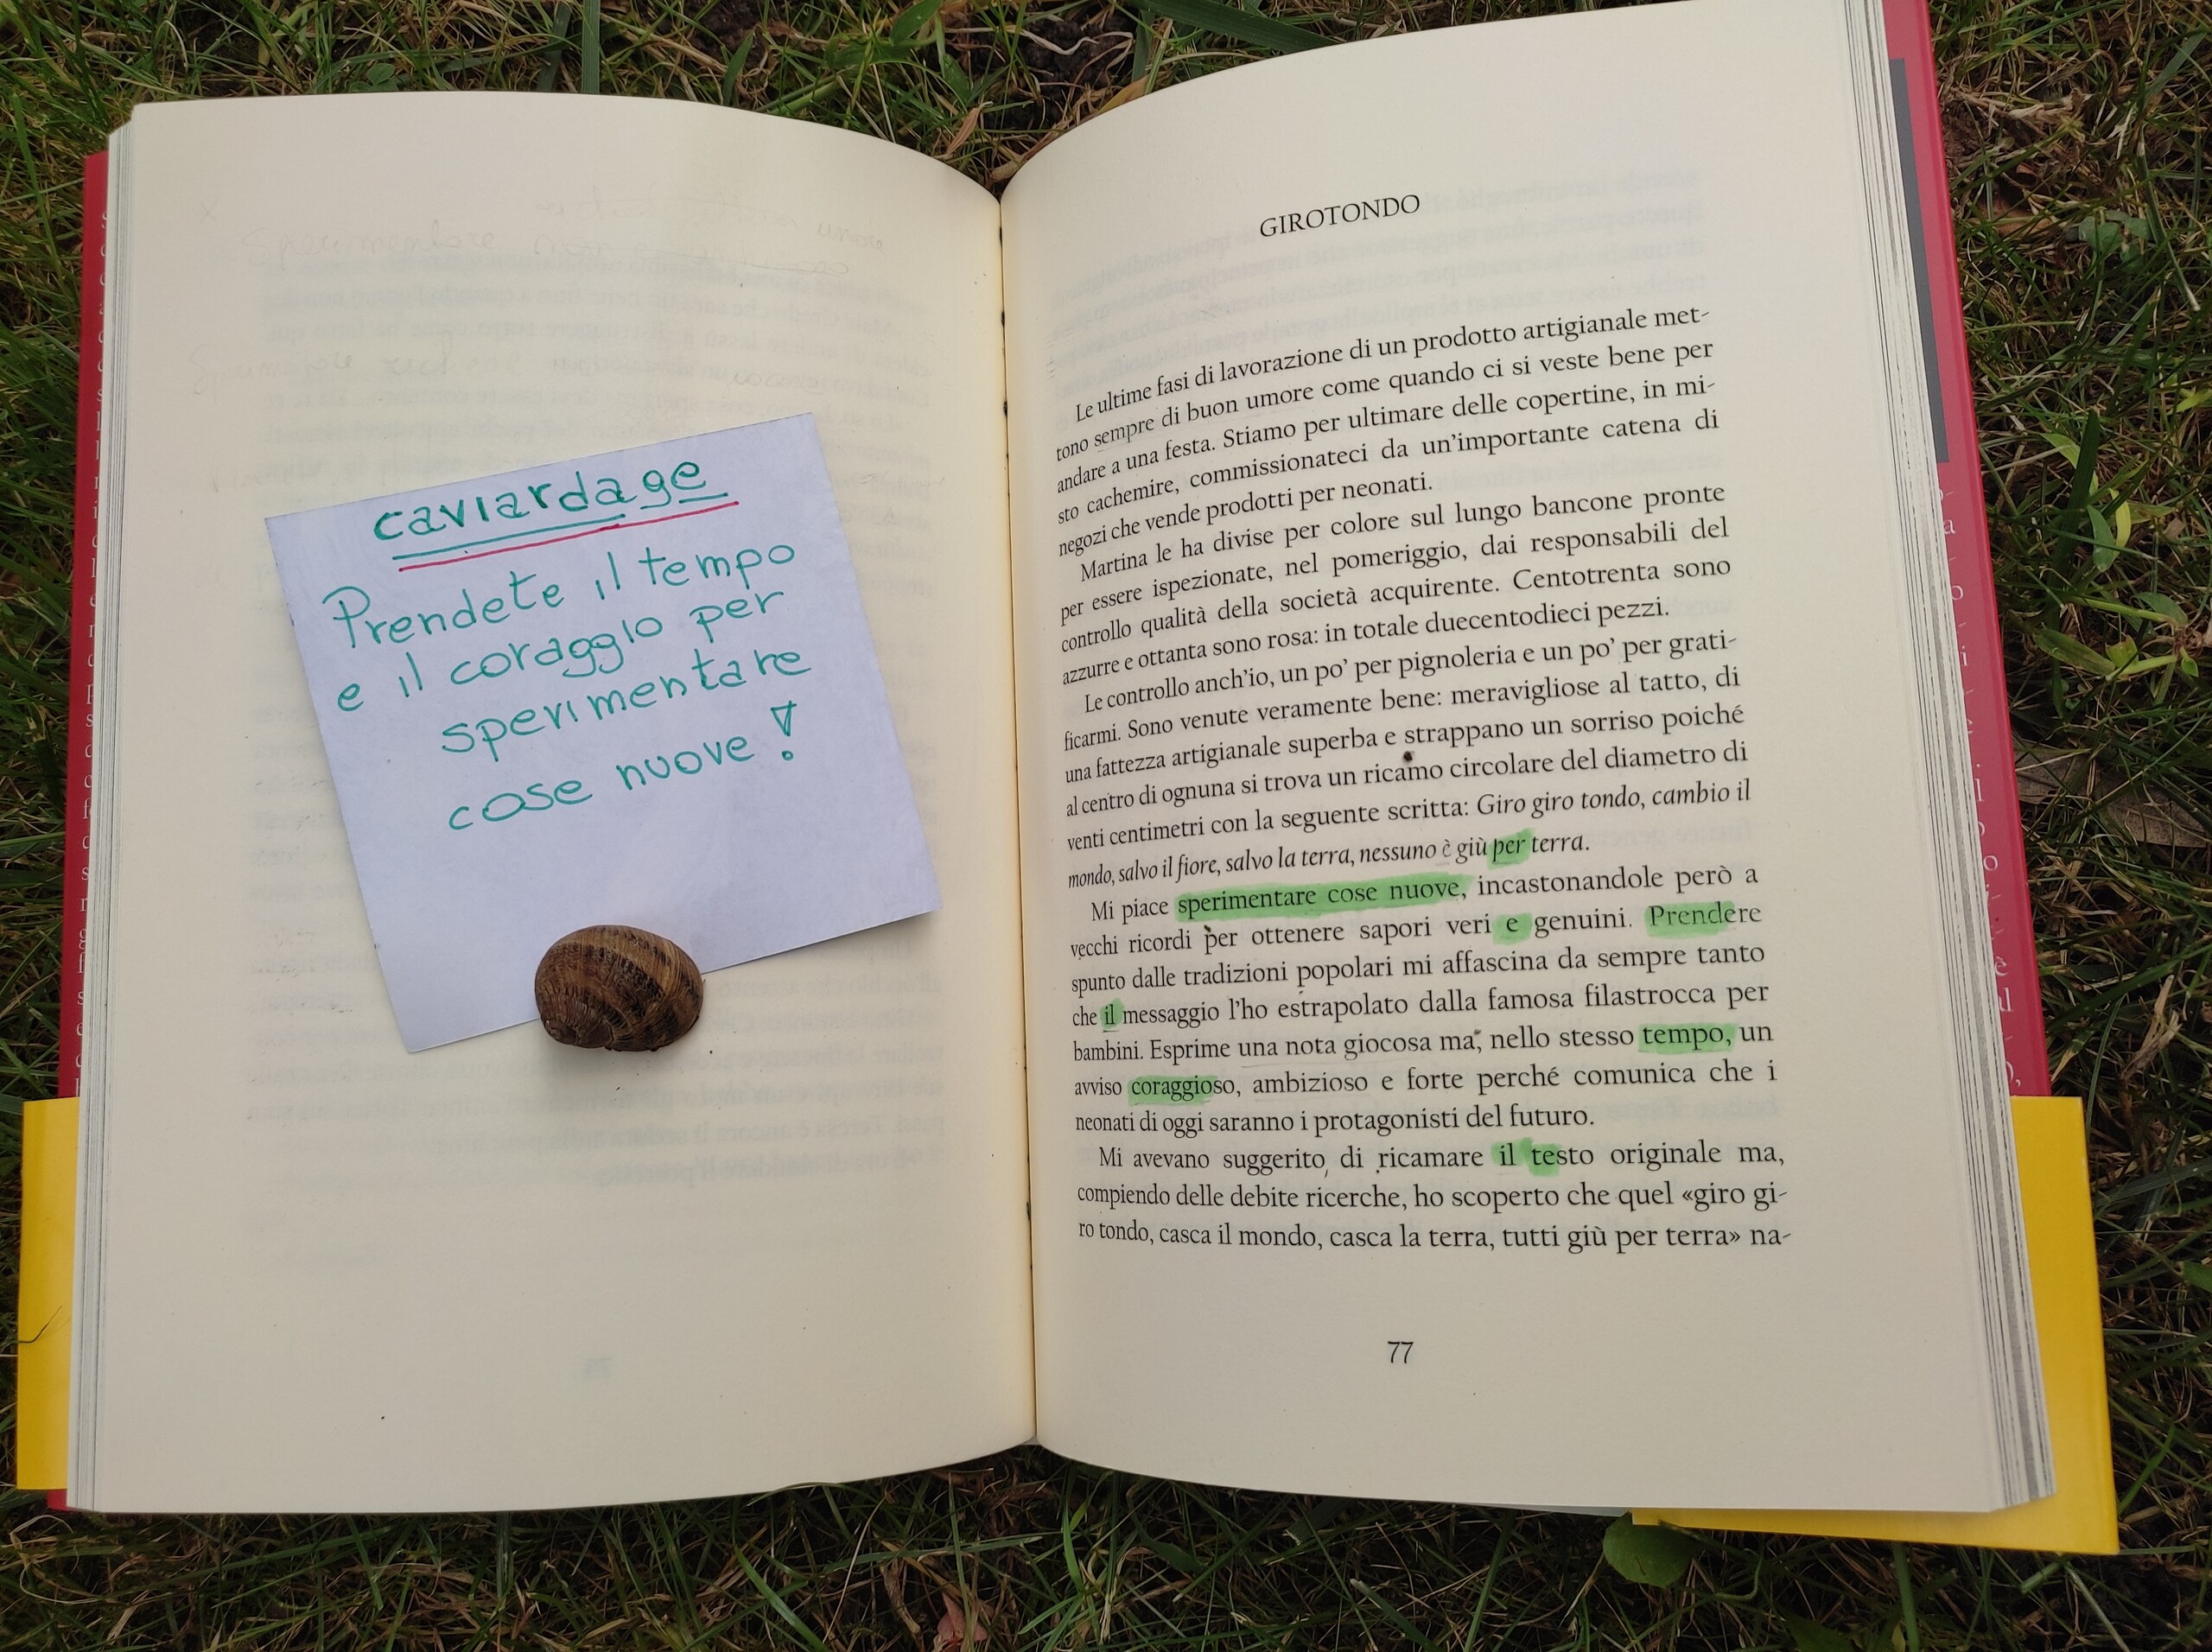 caviardage
Prendete il tempo
e il coraggio per
sperimentare
cose nuove!
GIROTONDO
Le ultime fasi di lavorazione di un prodotto artigianale met-
tono sempre di buon umore come quando ci si veste bene per
andare a una festa. Stiamo per ultimare delle copertine, in mi-
sto cachemire, commissionateci da un'importante catena di
negozi che vende prodotti per neonati.
Martina le ha divise per colore sul lungo bancone pronte
per essere ispezionate, nel pomeriggio, dai responsabili del
controllo qualità della società acquirente. Centotrenta sono
azzurre e ottanta sono rosa: in totale duecentodieci pezzi.
Le controllo anch'io, un po' per pignoleria e un po' per grati-
ficarmi. Sono venute veramente bene: meravigliose al tatto, di
una fattezza artigianale superba e strappano un sorriso poiché
al centro di ognuna si trova un ricamo circolare del diametro di
venti centimetri con la seguente scritta: Giro giro tondo, cambio il
mondo, salvo il fiore, salvo la terra, nessuno è giù per terra.
Mi piace sperimentare cose nuove, incastonandole però a
vecchi ricordi per ottenere sapori veri e genuini. Prendere
spunto dalle tradizioni popolari mi affascina da sempre tanto
che il messaggio l'ho estrapolato dalla famosa filastrocca per
bambini. Esprime una nota giocosa ma, nello stesso tempo, un
avviso coraggioso, ambizioso e forte perché comunica che i
neonati di oggi saranno i protagonisti del futuro.
Mi avevano suggerito di ricamare il testo originale ma,
compiendo delle debite ricerche, ho scoperto che quel «giro gi-
ro tondo, casca il mondo, casca la terra, tutti giù per terra» na-
77